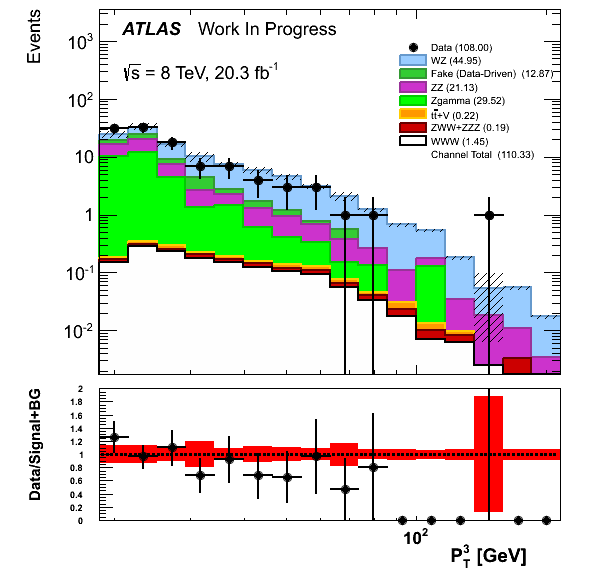 Events
ATLAS Work In Progress
√s = 8 TeV, 20.3 fb⁻¹
Data (108.00)
WZ (44.95)
Fake (Data-Driven) (12.87)
ZZ (21.13)
Zgamma (29.52)
tt̄+V (0.22)
ZWW+ZZZ (0.19)
WWW (1.45)
Channel Total (110.33)
10³
10²
10
1
10⁻¹
10⁻²
Data/Signal+BG
2
1.8
1.6
1.4
1.2
1
0.8
0.6
0.4
0.2
0
10²
P³_T [GeV]